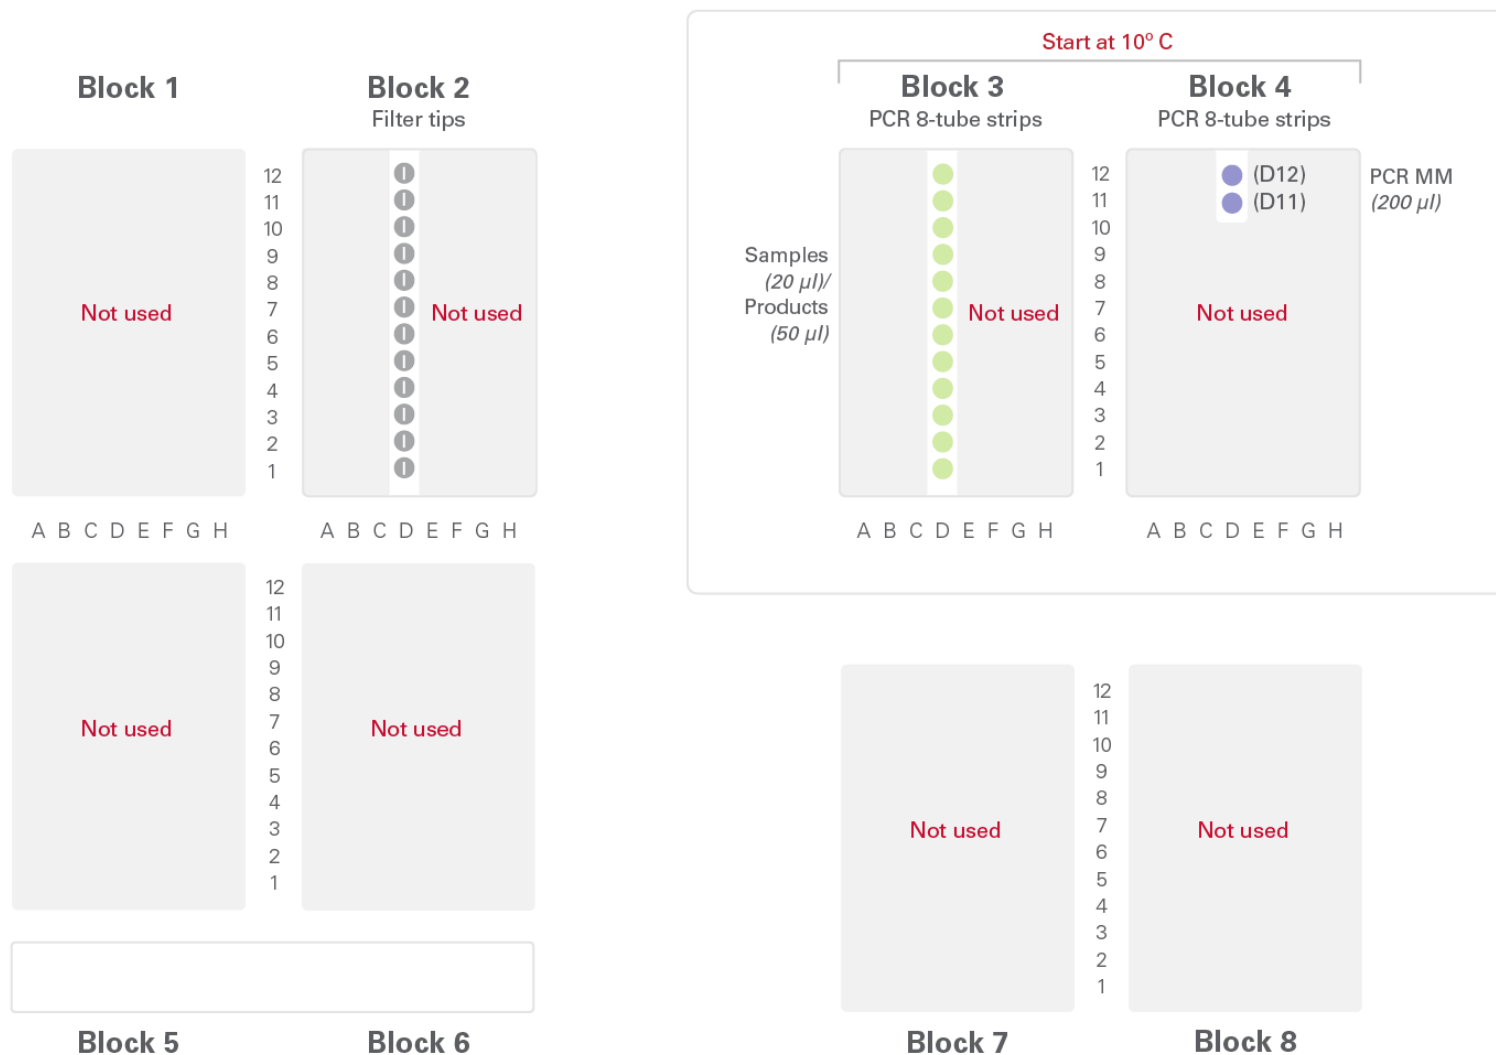 Start at 10º C
Block 1
Block 2
Filter tips
Block 3
PCR 8-tube strips
Block 4
PCR 8-tube strips
12
11
10
9
8
7
6
5
4
3
2
1
Not used
Not used
Samples
(20 µl)/
Products
(50 µl)
Not used
12
11
10
9
8
7
6
5
4
3
2
1
(D12)
(D11)
PCR MM
(200 µl)
Not used
A B C D E F G H
A B C D E F G H
A B C D E F G H
A B C D E F G H
12
11
10
9
8
7
6
5
4
3
2
1
Not used
Not used
12
11
10
9
8
7
6
5
4
3
2
1
Not used
Not used
Block 5
Block 6
Block 7
Block 8